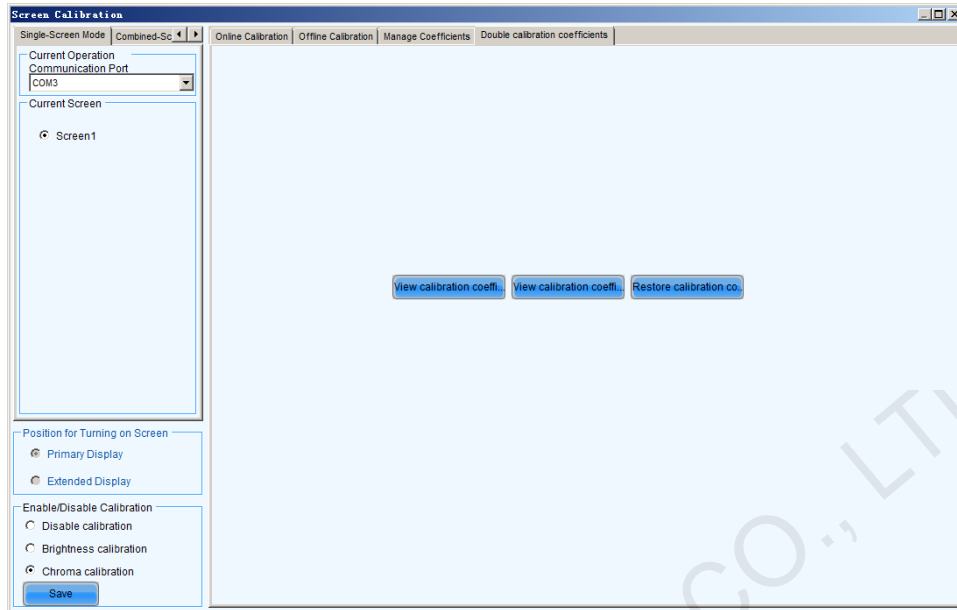 Screen Calibration
Single-Screen Mode Combined-Sc
Online Calibration Offline Calibration Manage Coefficients Double calibration coefficients
Current Operation
Communication Port
COM3
Current Screen
Screen1
View calibration coeffi... View calibration coeffi... Restore calibration co...
Position for Turning on Screen
Primary Display
Extended Display
Enable/Disable Calibration
Disable calibration
Brightness calibration
Chroma calibration
Save
CO., LT